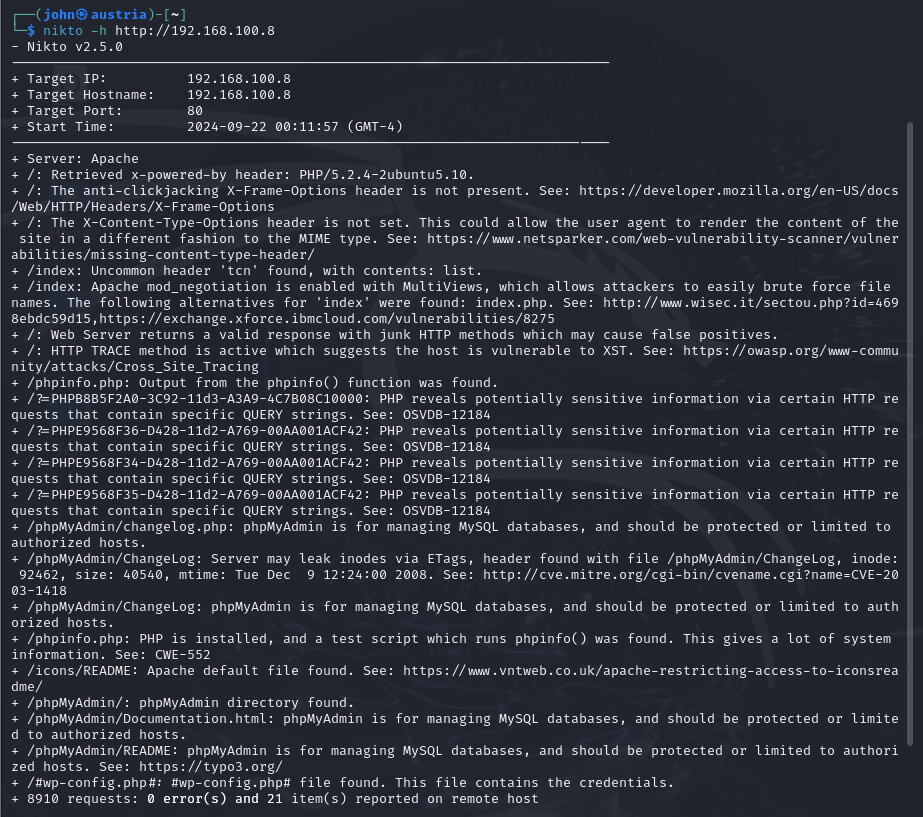 ┌──(john㉿austria)-[~]
└─$ nikto -h http://192.168.100.8
- Nikto v2.5.0
---------------------------------------------------------------------------
+ Target IP:          192.168.100.8
+ Target Hostname:    192.168.100.8
+ Target Port:        80
+ Start Time:         2024-09-22 00:11:57 (GMT-4)
---------------------------------------------------------------------------
+ Server: Apache
+ /: Retrieved x-powered-by header: PHP/5.2.4-2ubuntu5.10.
+ /: The anti-clickjacking X-Frame-Options header is not present. See: https://developer.mozilla.org/en-US/docs
/Web/HTTP/Headers/X-Frame-Options
+ /: The X-Content-Type-Options header is not set. This could allow the user agent to render the content of the
 site in a different fashion to the MIME type. See: https://www.netsparker.com/web-vulnerability-scanner/vulner
abilities/missing-content-type-header/
+ /index: Uncommon header 'tcn' found, with contents: list.
+ /index: Apache mod_negotiation is enabled with MultiViews, which allows attackers to easily brute force file
names. The following alternatives for 'index' were found: index.php. See: http://www.wisec.it/sectou.php?id=469
8ebdc59d15,https://exchange.xforce.ibmcloud.com/vulnerabilities/8275
+ /: Web Server returns a valid response with junk HTTP methods which may cause false positives.
+ /: HTTP TRACE method is active which suggests the host is vulnerable to XST. See: https://owasp.org/www-commu
nity/attacks/Cross_Site_Tracing
+ /phpinfo.php: Output from the phpinfo() function was found.
+ /?=PHPB8B5F2A0-3C92-11d3-A3A9-4C7B08C10000: PHP reveals potentially sensitive information via certain HTTP re
quests that contain specific QUERY strings. See: OSVDB-12184
+ /?=PHPE9568F36-D428-11d2-A769-00AA001ACF42: PHP reveals potentially sensitive information via certain HTTP re
quests that contain specific QUERY strings. See: OSVDB-12184
+ /?=PHPE9568F34-D428-11d2-A769-00AA001ACF42: PHP reveals potentially sensitive information via certain HTTP re
quests that contain specific QUERY strings. See: OSVDB-12184
+ /?=PHPE9568F35-D428-11d2-A769-00AA001ACF42: PHP reveals potentially sensitive information via certain HTTP re
quests that contain specific QUERY strings. See: OSVDB-12184
+ /phpMyAdmin/changelog.php: phpMyAdmin is for managing MySQL databases, and should be protected or limited to
authorized hosts.
+ /phpMyAdmin/ChangeLog: Server may leak inodes via ETags, header found with file /phpMyAdmin/ChangeLog, inode:
 92462, size: 40540, mtime: Tue Dec  9 12:24:00 2008. See: http://cve.mitre.org/cgi-bin/cvename.cgi?name=CVE-20
03-1418
+ /phpMyAdmin/ChangeLog: phpMyAdmin is for managing MySQL databases, and should be protected or limited to auth
orized hosts.
+ /phpinfo.php: PHP is installed, and a test script which runs phpinfo() was found. This gives a lot of system
information. See: CWE-552
+ /icons/README: Apache default file found. See: https://www.vntweb.co.uk/apache-restricting-access-to-iconsrea
dme/
+ /phpMyAdmin/: phpMyAdmin directory found.
+ /phpMyAdmin/Documentation.html: phpMyAdmin is for managing MySQL databases, and should be protected or limite
d to authorized hosts.
+ /phpMyAdmin/README: phpMyAdmin is for managing MySQL databases, and should be protected or limited to authori
zed hosts. See: https://typo3.org/
+ /#wp-config.php#: #wp-config.php# file found. This file contains the credentials.
+ 8910 requests: 0 error(s) and 21 item(s) reported on remote host